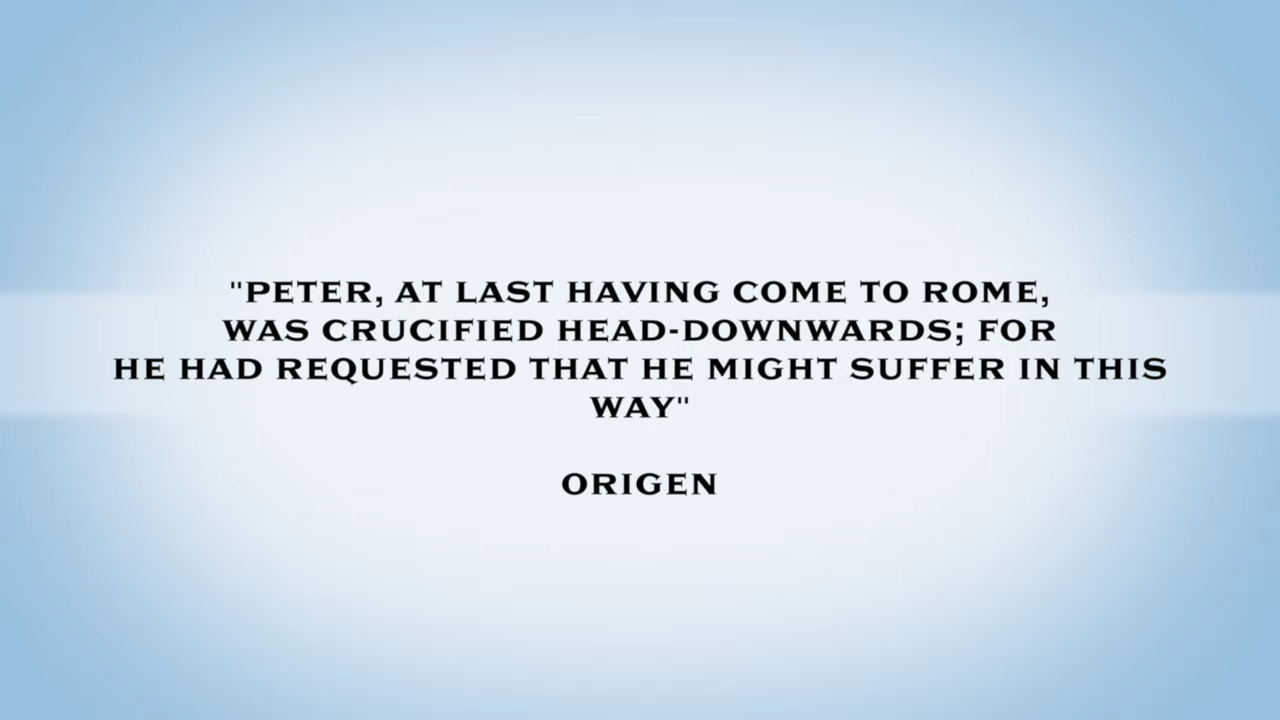 "PETER, AT LAST HAVING COME TO ROME,
WAS CRUCIFIED HEAD-DOWNWARDS; FOR
HE HAD REQUESTED THAT HE MIGHT SUFFER IN THIS
WAY"
ORIGEN